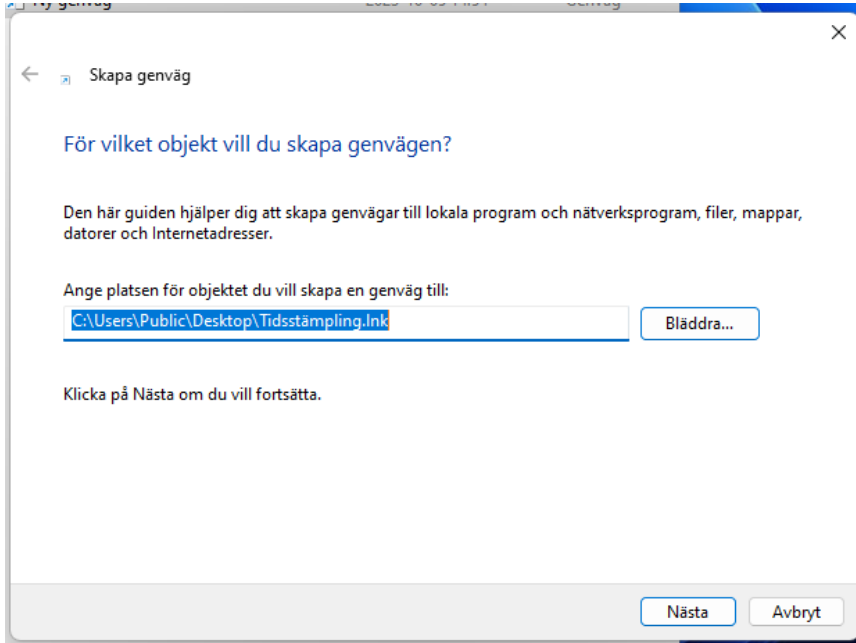 Ny genväg
Skapa genväg
För vilket objekt vill du skapa genvägen?
Den här guiden hjälper dig att skapa genvägar till lokala program och nätverksprogram, filer, mappar,
datorer och Internetadresser.
Ange platsen för objektet du vill skapa en genväg till:
C:\Users\Public\Desktop\Tidsstämpling.lnk
Bläddra...
Klicka på Nästa om du vill fortsätta.
Nästa Avbryt